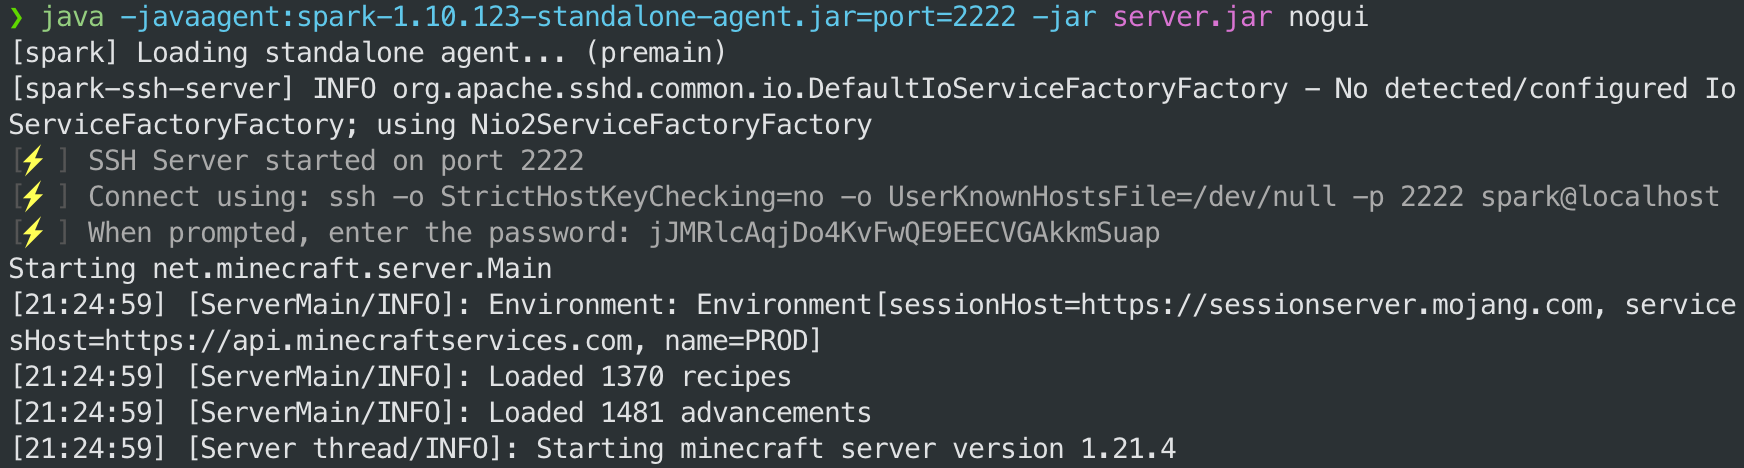 ❯ java -javaagent:spark-1.10.123-standalone-agent.jar=port=2222 -jar server.jar nogui
[spark] Loading standalone agent... (premain)
[spark-ssh-server] INFO org.apache.sshd.common.io.DefaultIoServiceFactoryFactory - No detected/configured Io
ServiceFactoryFactory; using Nio2ServiceFactoryFactory
[⚡] SSH Server started on port 2222
[⚡] Connect using: ssh -o StrictHostKeyChecking=no -o UserKnownHostsFile=/dev/null -p 2222 spark@localhost
[⚡] When prompted, enter the password: jJMRlcAqjDo4KvFwQE9EECVGAkkmSuap
Starting net.minecraft.server.Main
[21:24:59] [ServerMain/INFO]: Environment: Environment[sessionHost=https://sessionserver.mojang.com, service
sHost=https://api.minecraftservices.com, name=PROD]
[21:24:59] [ServerMain/INFO]: Loaded 1370 recipes
[21:24:59] [ServerMain/INFO]: Loaded 1481 advancements
[21:24:59] [Server thread/INFO]: Starting minecraft server version 1.21.4